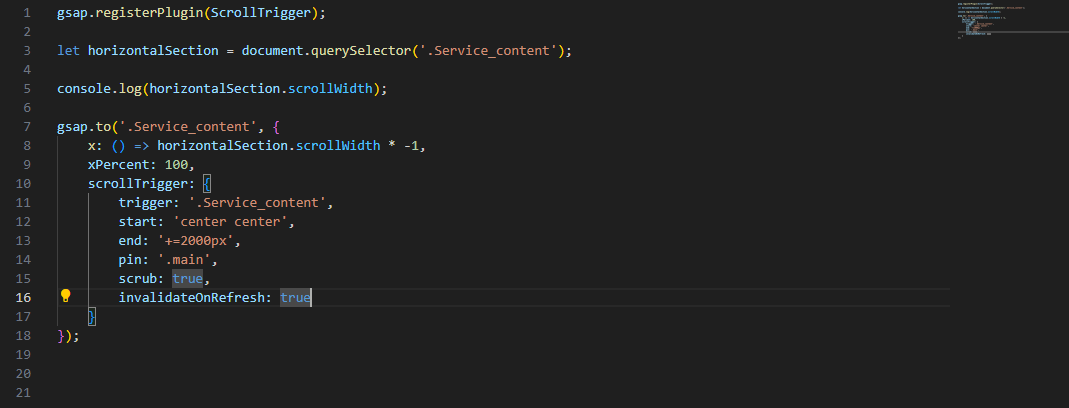 1 gsap.registerPlugin(ScrollTrigger);
2
3 let horizontalSection = document.querySelector('.Service_content');
4
5 console.log(horizontalSection.scrollWidth);
6
7 gsap.to('.Service_content', {
8 x: () => horizontalSection.scrollWidth * -1,
9 xPercent: 100,
10 scrollTrigger: {
11 trigger: '.Service_content',
12 start: 'center center',
13 end: '+=2000px',
14 pin: '.main',
15 scrub: true,
16 invalidateOnRefresh: true
17 }
18 });
19
20
21